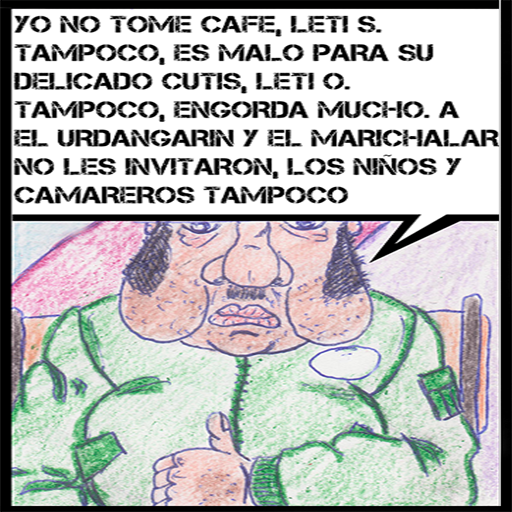 YO NO TOME CAFE, LETI S.
TAMPOCO, ES MALO PARA SU
DELICADO CUTIS, LETI O.
TAMPOCO, ENGORDA MUCHO. A
EL URDANGARIN Y EL MARICHALAR
NO LES INVITARON, LOS NIÑOS Y
CAMAREROS TAMPOCO